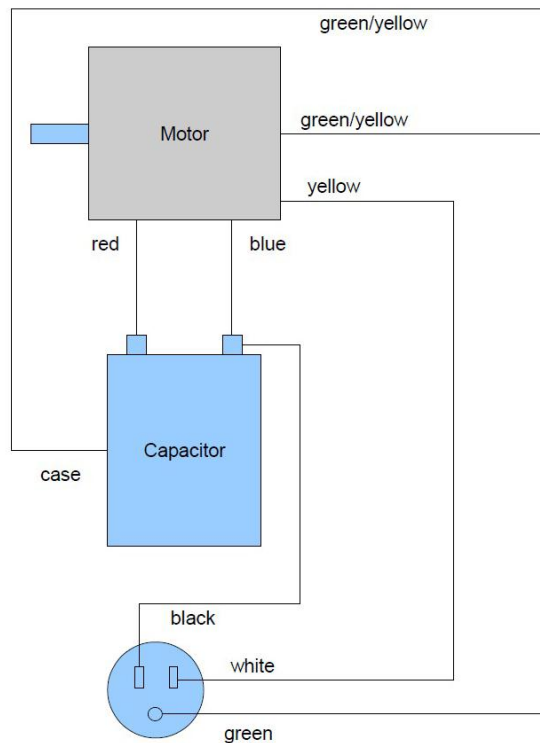 green/yellow
Motor
green/yellow
yellow
red
blue
Capacitor
case
black
white
green